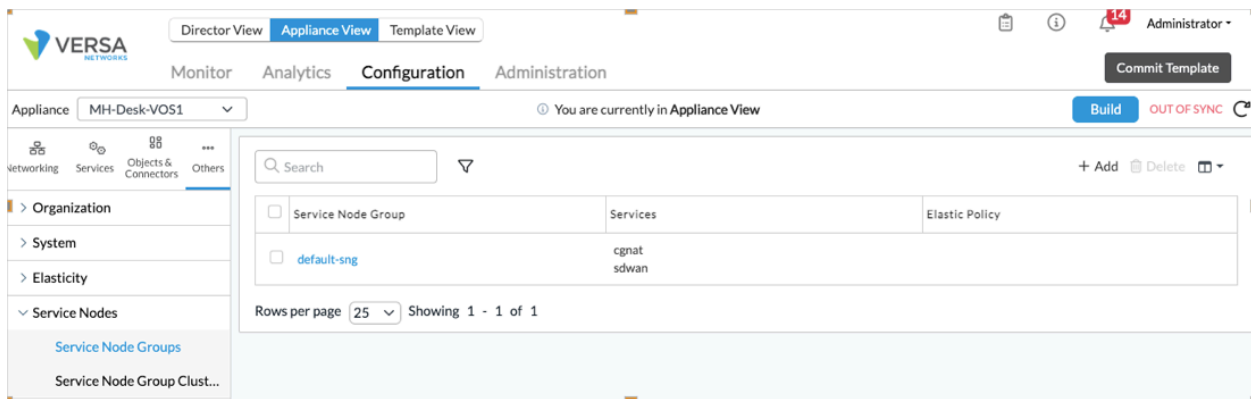 VERSA
NETWORKS
Director View Appliance View Template View
14
Administrator
Monitor Analytics Configuration Administration
Commit Template
Appliance MH-Desk-VOS1
You are currently in Appliance View
Build OUT OF SYNC
Networking Services Objects & Connectors Others
Search
+ Add Delete
Organization
System
Elasticity
Service Nodes
Service Node Groups
Service Node Group Clust...
Service Node Group Services Elastic Policy
default-sng
cgnat
sdwan
Rows per page 25 Showing 1 - 1 of 1